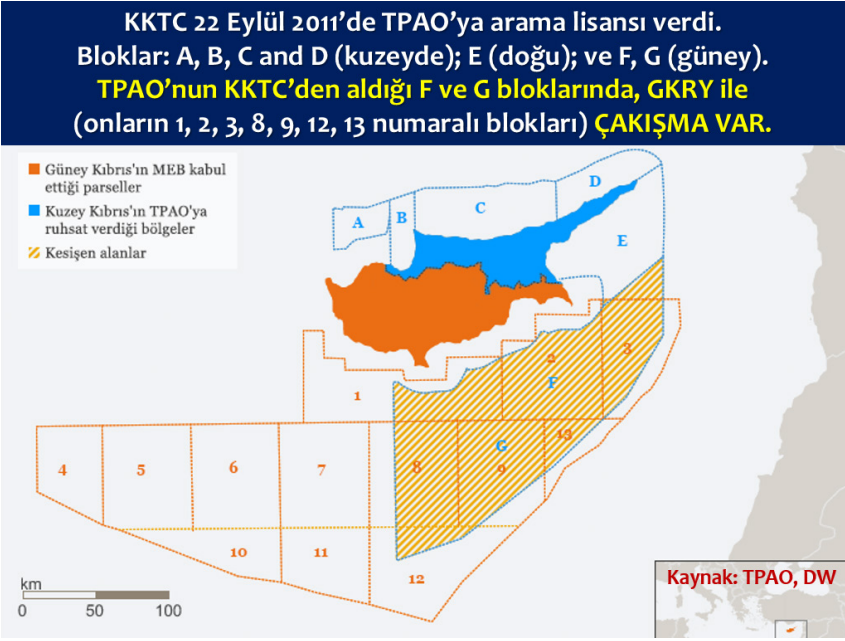 KKTC 22 Eylül 2011’de TPAO’ya arama lisansı verdi.
Bloklar: A, B, C and D (kuzeyde); E (doğu); ve F, G (güney).
TPAO’nun KKTC’den aldığı F ve G bloklarında, GKRY ile
(onların 1, 2, 3, 8, 9, 12, 13 numaralı blokları) ÇAKIŞMA VAR.
Güney Kıbrıs'ın MEB kabul
ettiği parseller
Kuzey Kıbrıs'ın TPAO'ya
ruhsat verdiği bölgeler
Kesişen alanlar
A
B
C
D
E
1
2
3
F
4
5
6
7
8
G
9
13
10
11
12
km
0 50 100
Kaynak: TPAO, DW